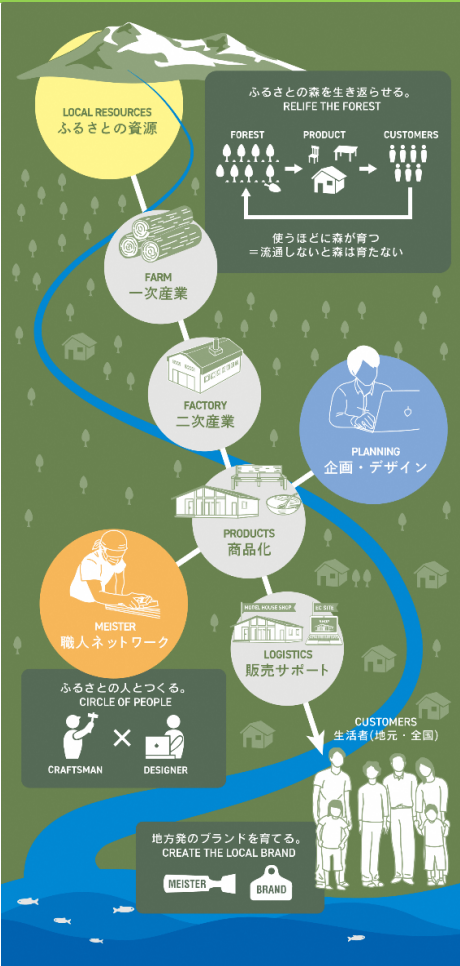 LOCAL RESOURCES
ふるさとの資源
ふるさとの森を生き返らせる。
RELIFE THE FOREST
FOREST
PRODUCT
CUSTOMERS
使うほどに森が育つ
＝流通しないと森は育たない
FARM
一次産業
FACTORY
二次産業
PLANNING
企画・デザイン
PRODUCTS
商品化
MEISTER
職人ネットワーク
HOTEL HOUSE SHOP
EC SITE
LOGISTICS
販売サポート
ふるさとの人とつくる。
CIRCLE OF PEOPLE
CRAFTSMAN
DESIGNER
CUSTOMERS
生活者(地元・全国)
地方発のブランドを育てる。
CREATE THE LOCAL BRAND
MEISTER
BRAND